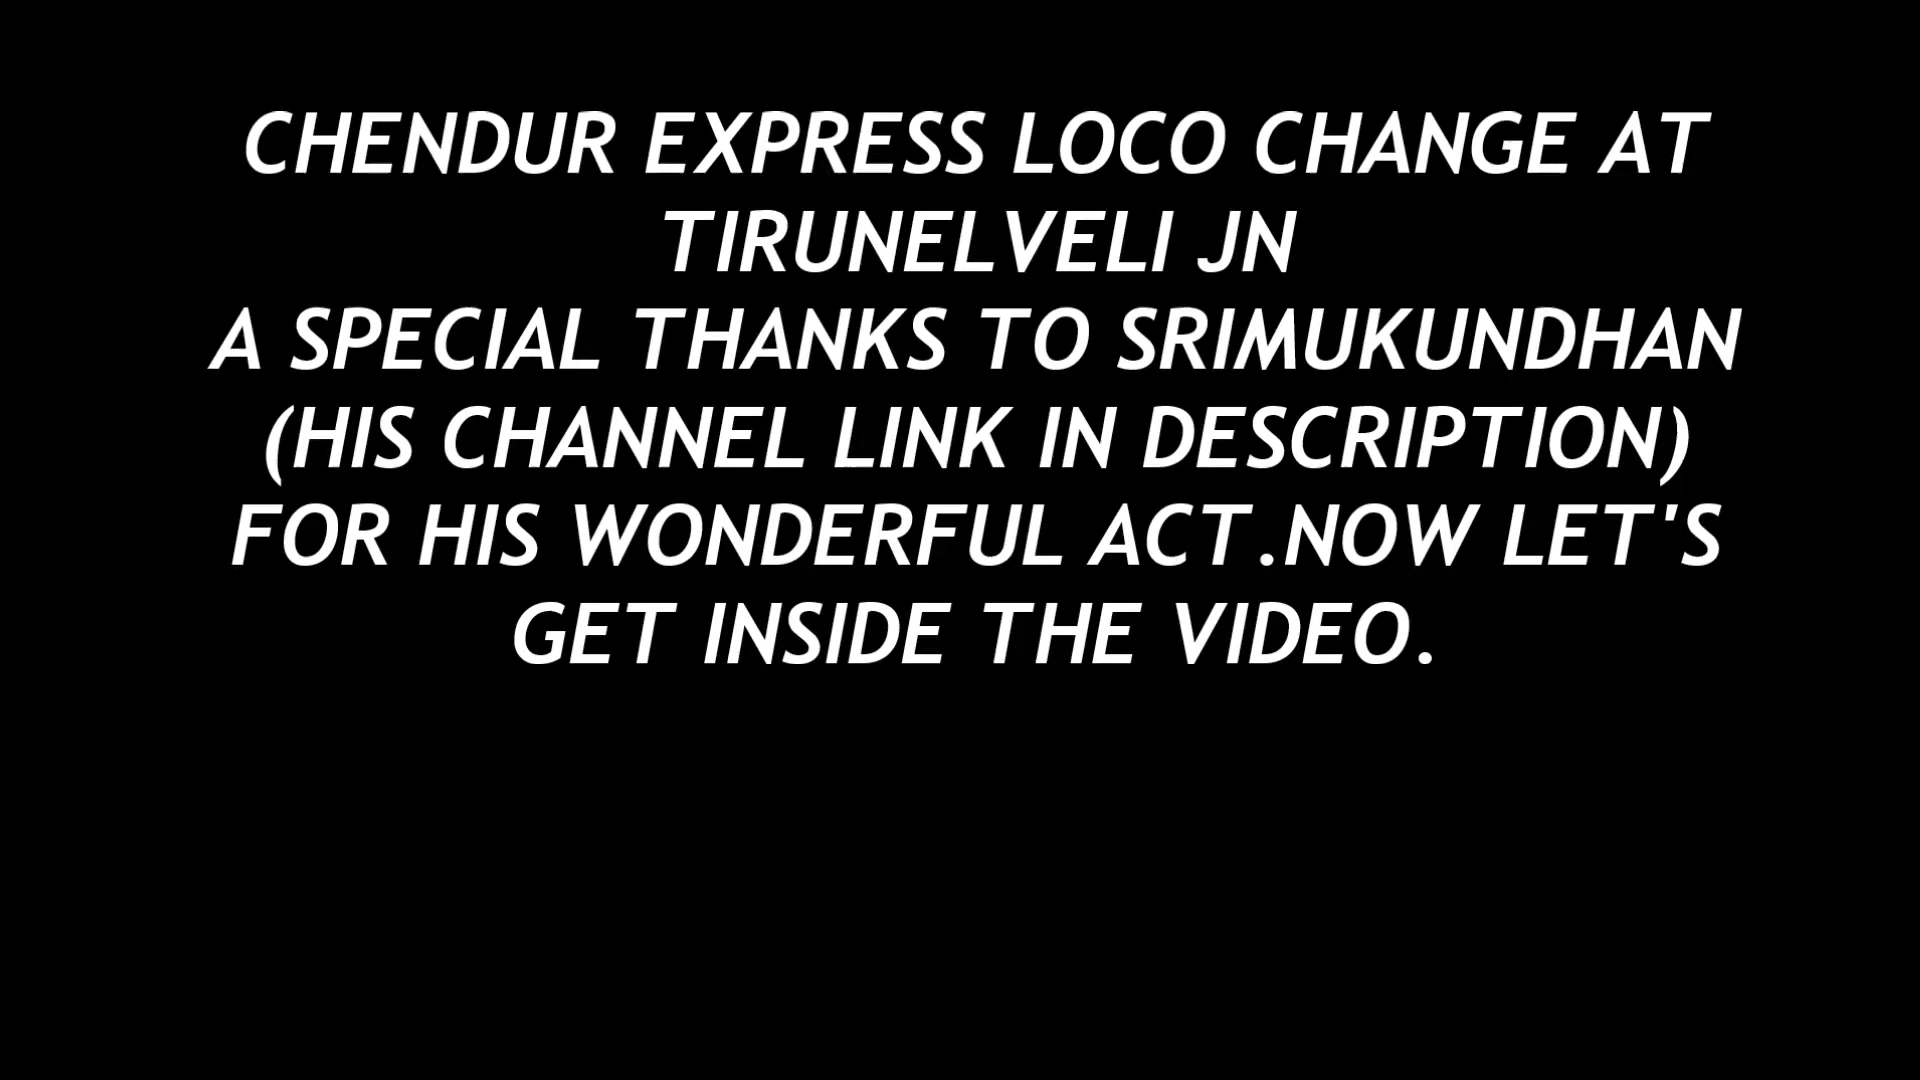 CHENDUR EXPRESS LOCO CHANGE AT
TIRUNELVELI JN
A SPECIAL THANKS TO SRIMUKUNDHAN
(HIS CHANNEL LINK IN DESCRIPTION)
FOR HIS WONDERFUL ACT.NOW LET'S
GET INSIDE THE VIDEO.